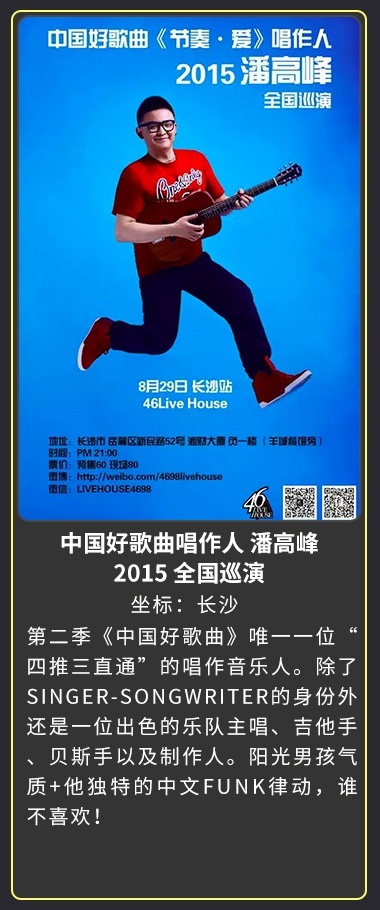 中国好歌曲《节奏·爱》唱作人
2015 潘高峰
全国巡演
8月29日 长沙站
46Live House
地址：长沙市 岳麓区新民路52号 湘财大厦 负一楼（羊城餐馆旁）
时间：PM 21:00
票价：预售60 现场80
微博：http://weibo.com/4698livehouse
微信：LIVEHOUSE4698
46
LIVE
HOUSE
中国好歌曲唱作人 潘高峰
2015 全国巡演
坐标：长沙
第二季《中国好歌曲》唯一一位“
四推三直通”的唱作音乐人。除了
SINGER-SONGWRITER的身份外
还是一位出色的乐队主唱、吉他手
、贝斯手以及制作人。阳光男孩气
质+他独特的中文FUNK律动，谁
不喜欢！